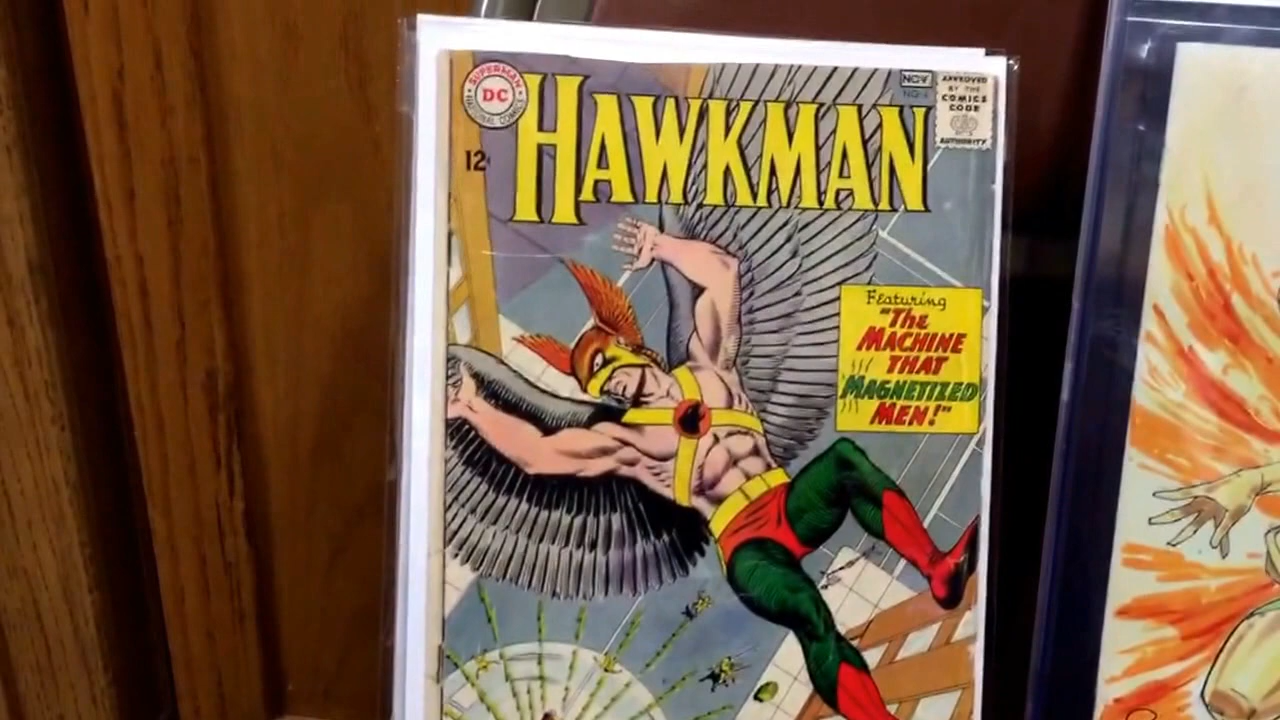 SUPERMAN
DC
NATIONAL COMICS
12¢
HAWKMAN
NOV
NO.
APPROVED
BY THE
COMICS
CODE
AUTHORITY
Featuring
"The
MACHINE
THAT
MAGNETIZED
MEN!"